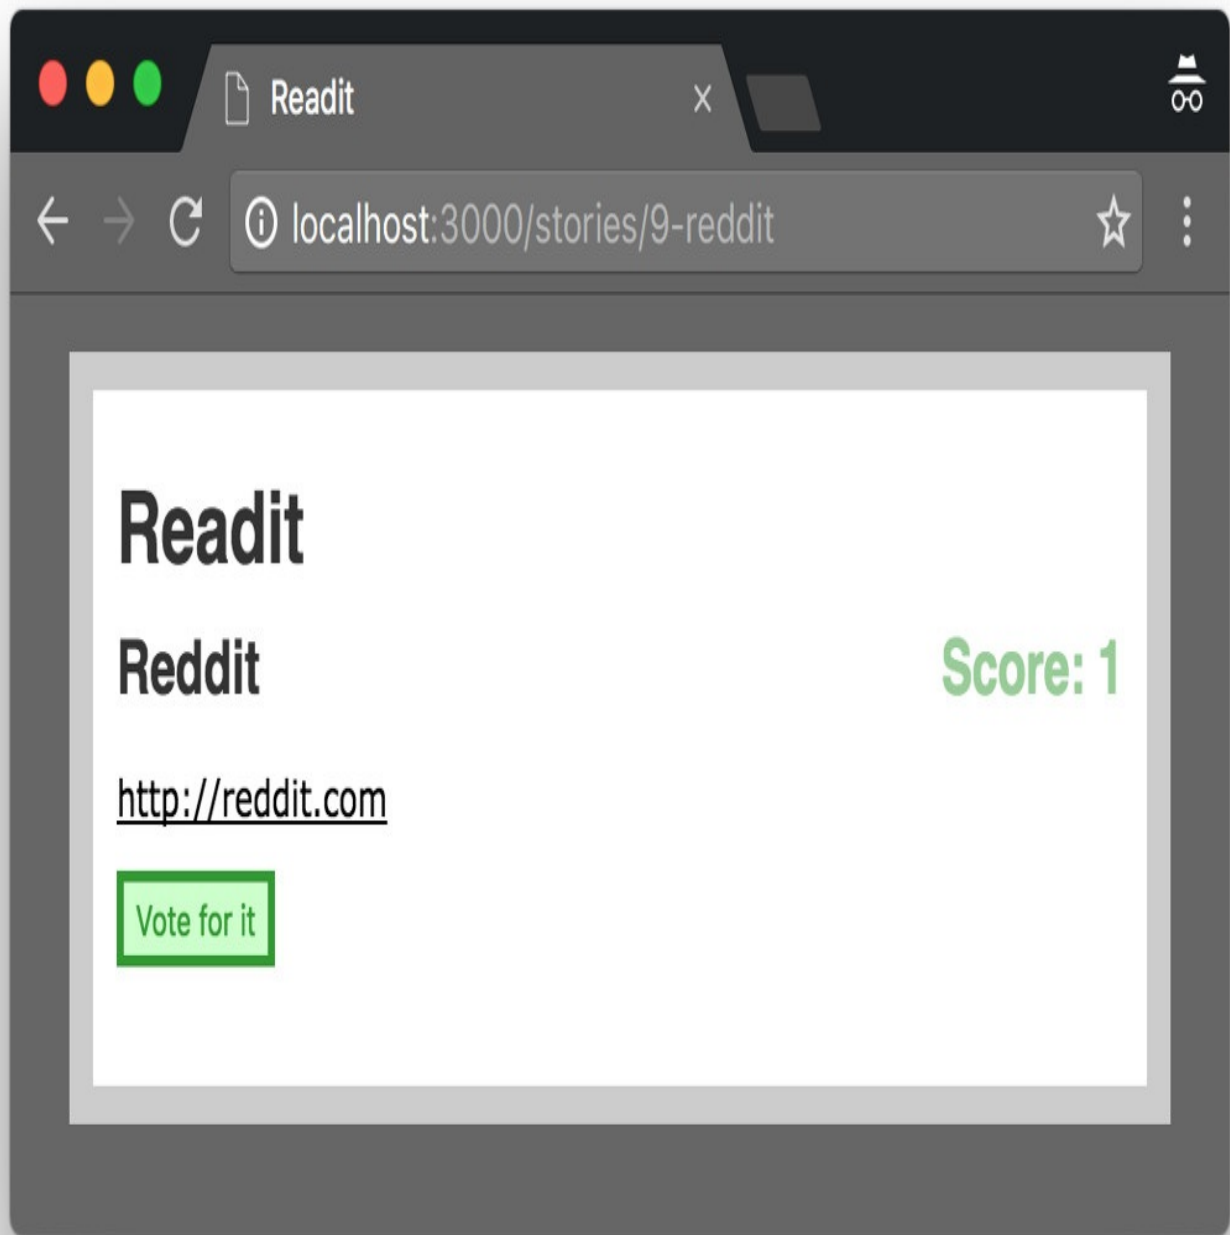 Readit
localhost:3000/stories/9-reddit
Readit
Reddit
Score: 1
http://reddit.com
Vote for it